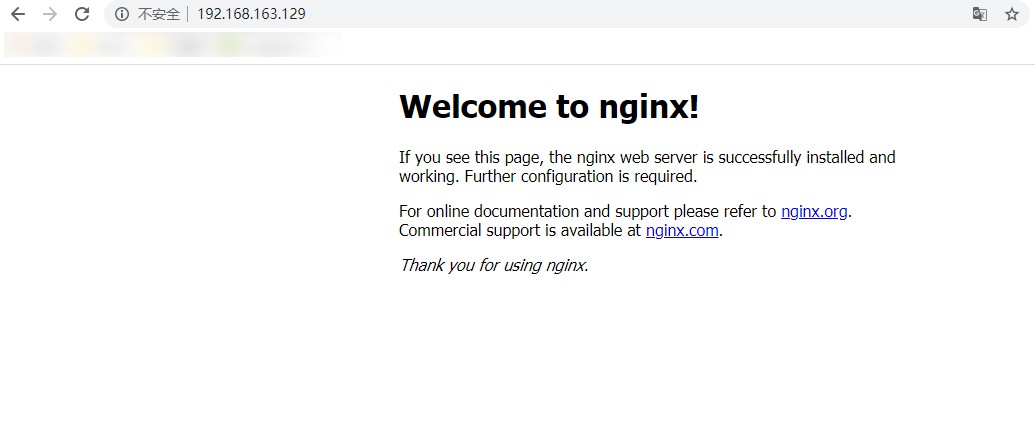 不安全 192.168.163.129
Welcome to nginx!
If you see this page, the nginx web server is successfully installed and
working. Further configuration is required.
For online documentation and support please refer to nginx.org.
Commercial support is available at nginx.com.
Thank you for using nginx.